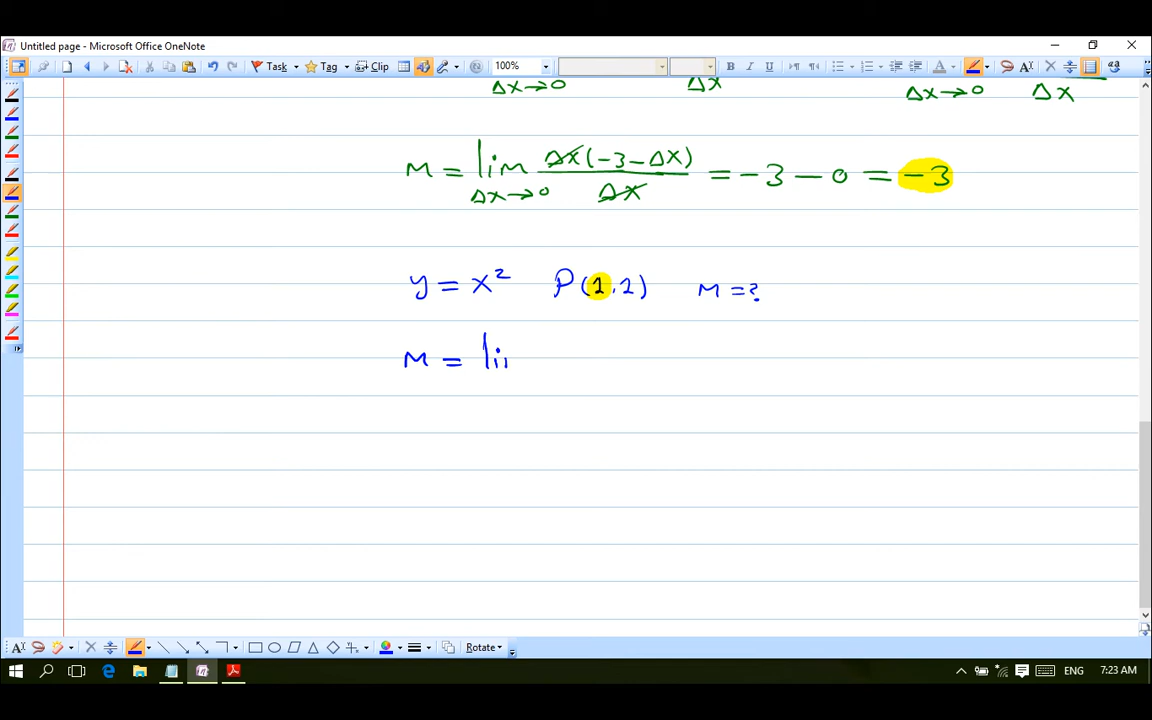 Untitled page - Microsoft Office OneNote
Task Tag Clip 100% B I U
Δx→0 Δx Δx→0 Δx
M = lim Δx→0 Δx(-3-Δx) / Δx = -3 - 0 = -3
y = x² P(1,1) M = ?
M = lii
Rotate
ENG 7:23 AM